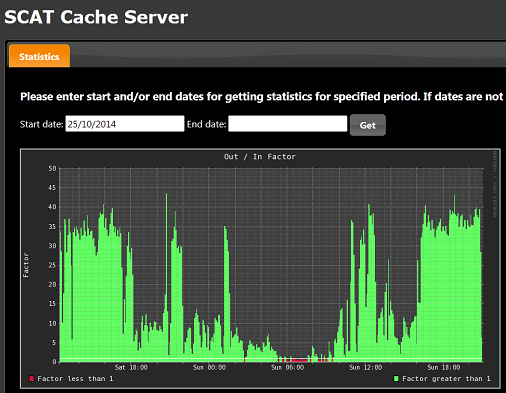 SCAT Cache Server
Statistics
Please enter start and/or end dates for getting statistics for specified period. If dates are not
Start date: 25/10/2014 End date: Get
Out / In Factor
50
45
40
35
30
25
20
15
10
5
0
Factor
Sat 18:00 Sun 00:00 Sun 06:00 Sun 12:00 Sun 18:00
Factor less than 1 Factor greater than 1